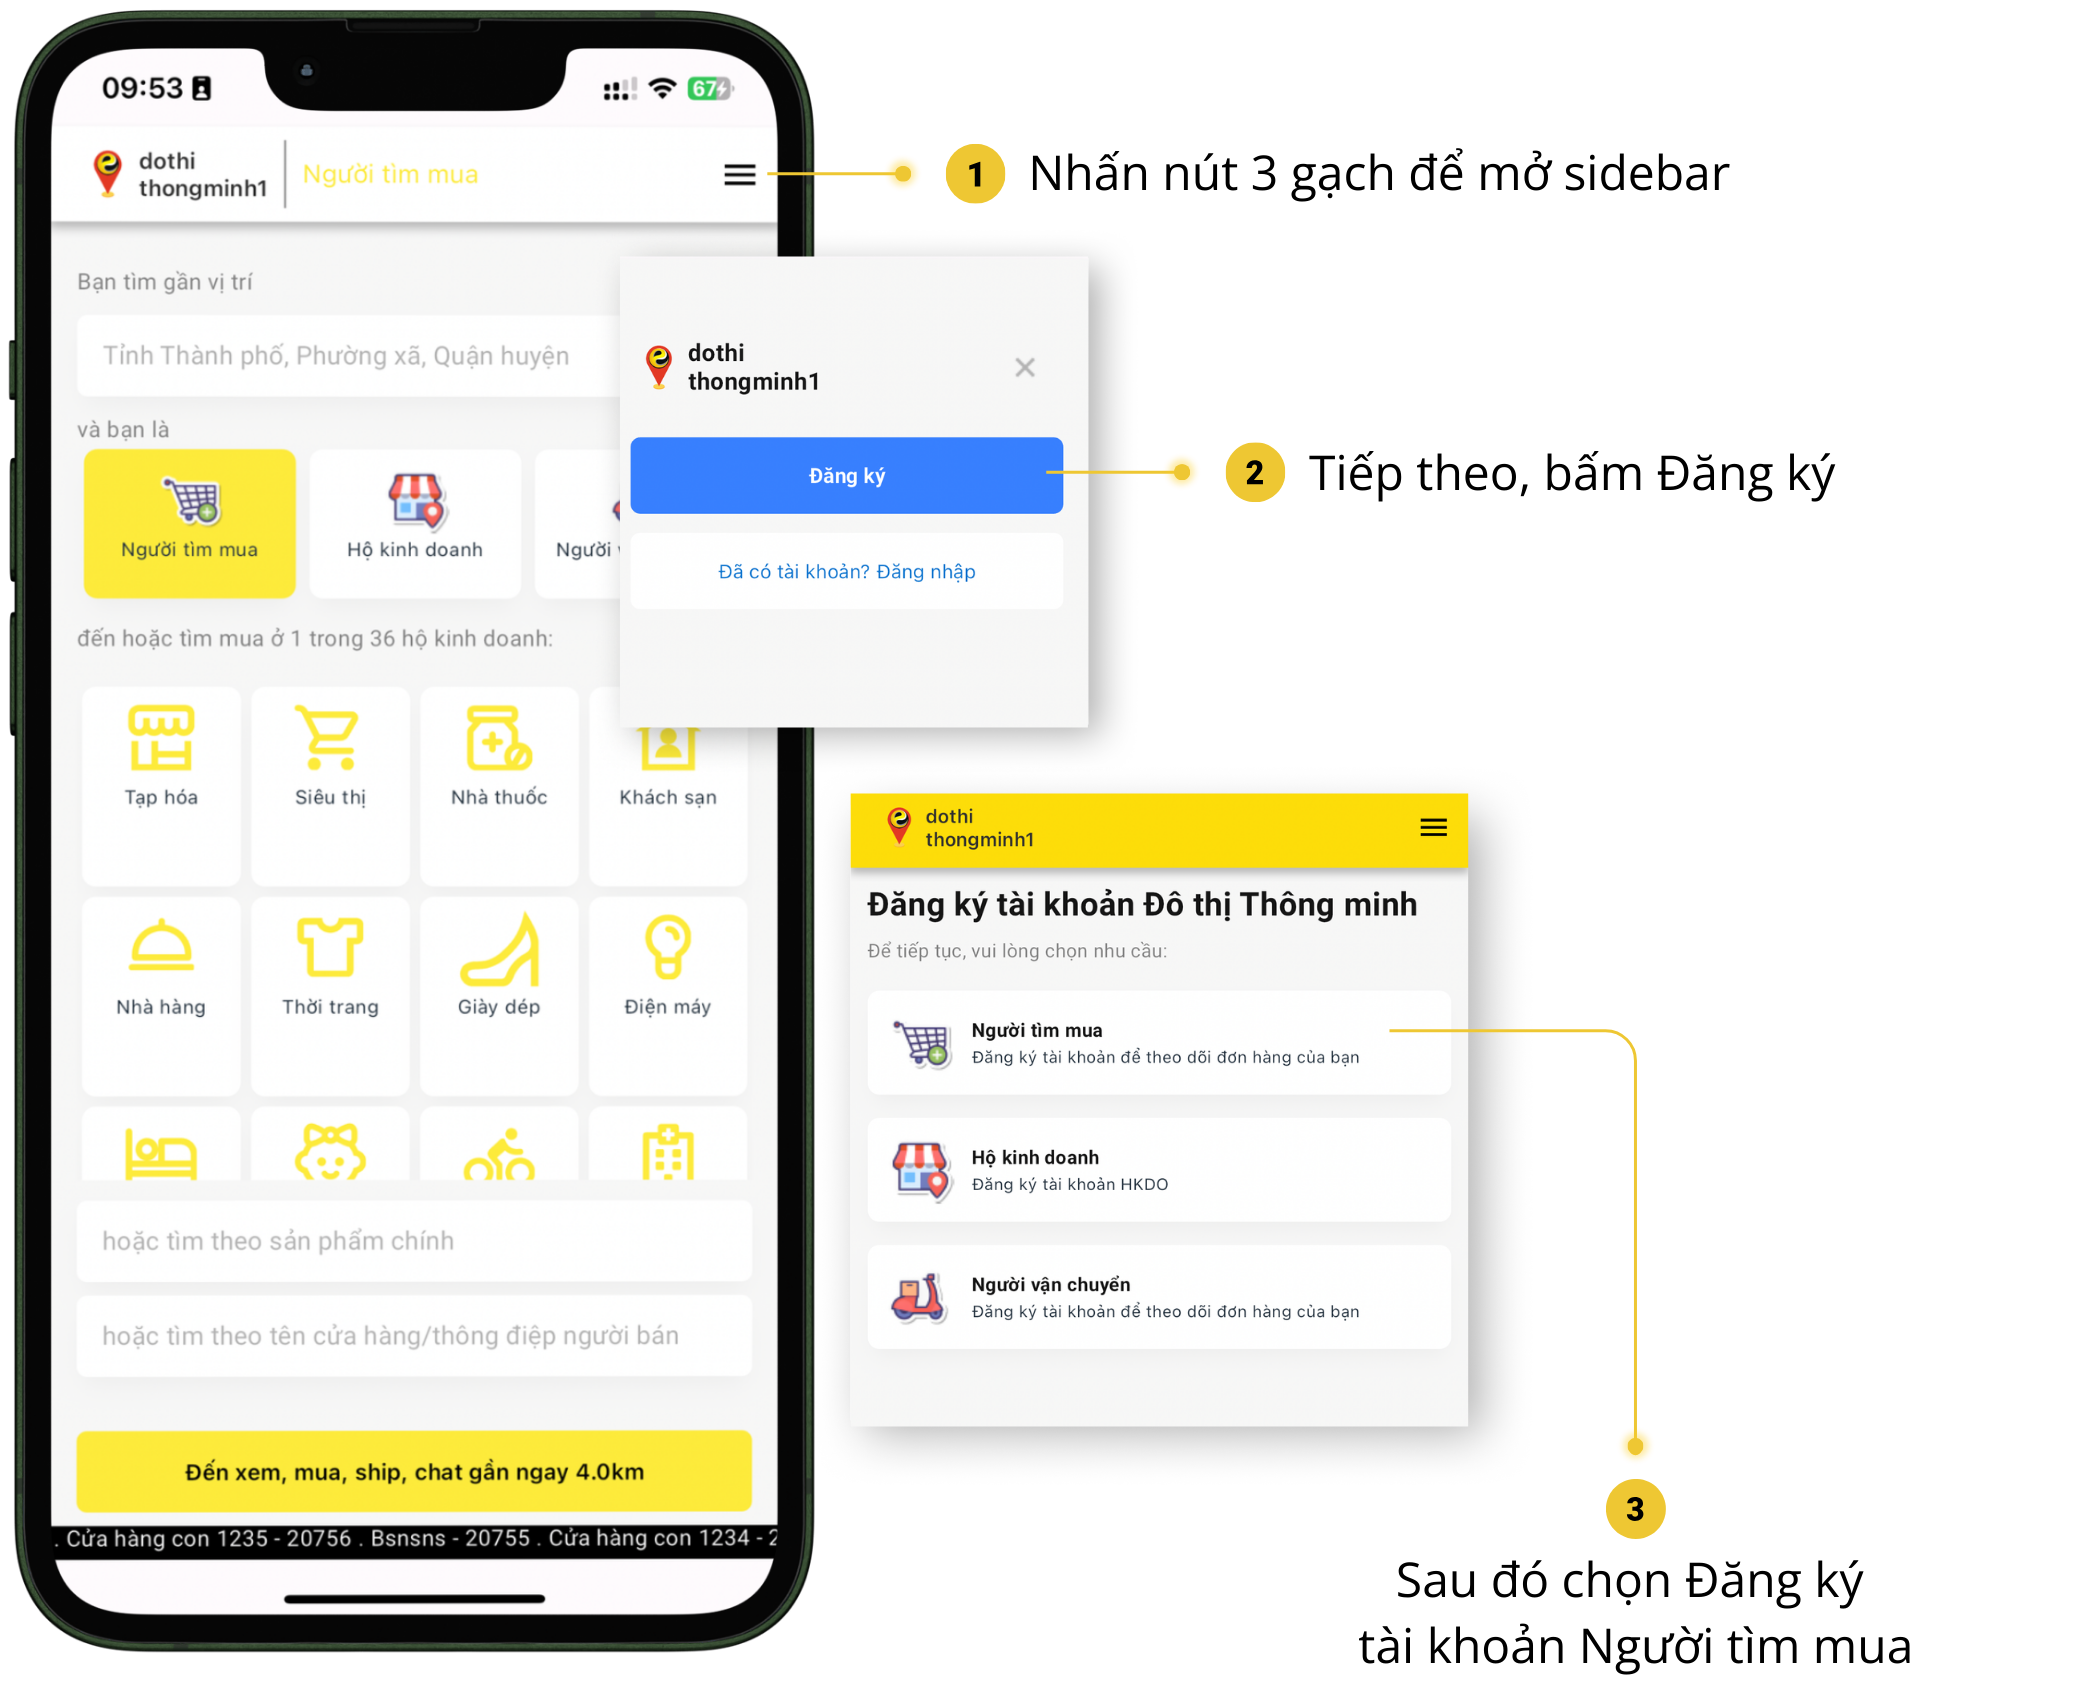 09:53
67
dothi
thongminh1
Người tìm mua
1 Nhấn nút 3 gạch để mở sidebar
Bạn tìm gần vị trí
Tỉnh Thành phố, Phường xã, Quận huyện
và bạn là
Người tìm mua
Hộ kinh doanh
Người
dothi
thongminh1
Đăng ký
2 Tiếp theo, bấm Đăng ký
Đã có tài khoản? Đăng nhập
đến hoặc tìm mua ở 1 trong 36 hộ kinh doanh:
Tạp hóa
Siêu thị
Nhà thuốc
Khách sạn
Nhà hàng
Thời trang
Giày dép
Điện máy
hoặc tìm theo sản phẩm chính
hoặc tìm theo tên cửa hàng/thông điệp người bán
Đến xem, mua, ship, chat gần ngay 4.0km
. Cửa hàng con 1235 - 20756 . Bsnsns - 20755 . Cửa hàng con 1234 - 2
dothi
thongminh1
Đăng ký tài khoản Đô thị Thông minh
Để tiếp tục, vui lòng chọn nhu cầu:
Người tìm mua
Đăng ký tài khoản để theo dõi đơn hàng của bạn
Hộ kinh doanh
Đăng ký tài khoản HKDO
Người vận chuyển
Đăng ký tài khoản để theo dõi đơn hàng của bạn
3
Sau đó chọn Đăng ký
tài khoản Người tìm mua